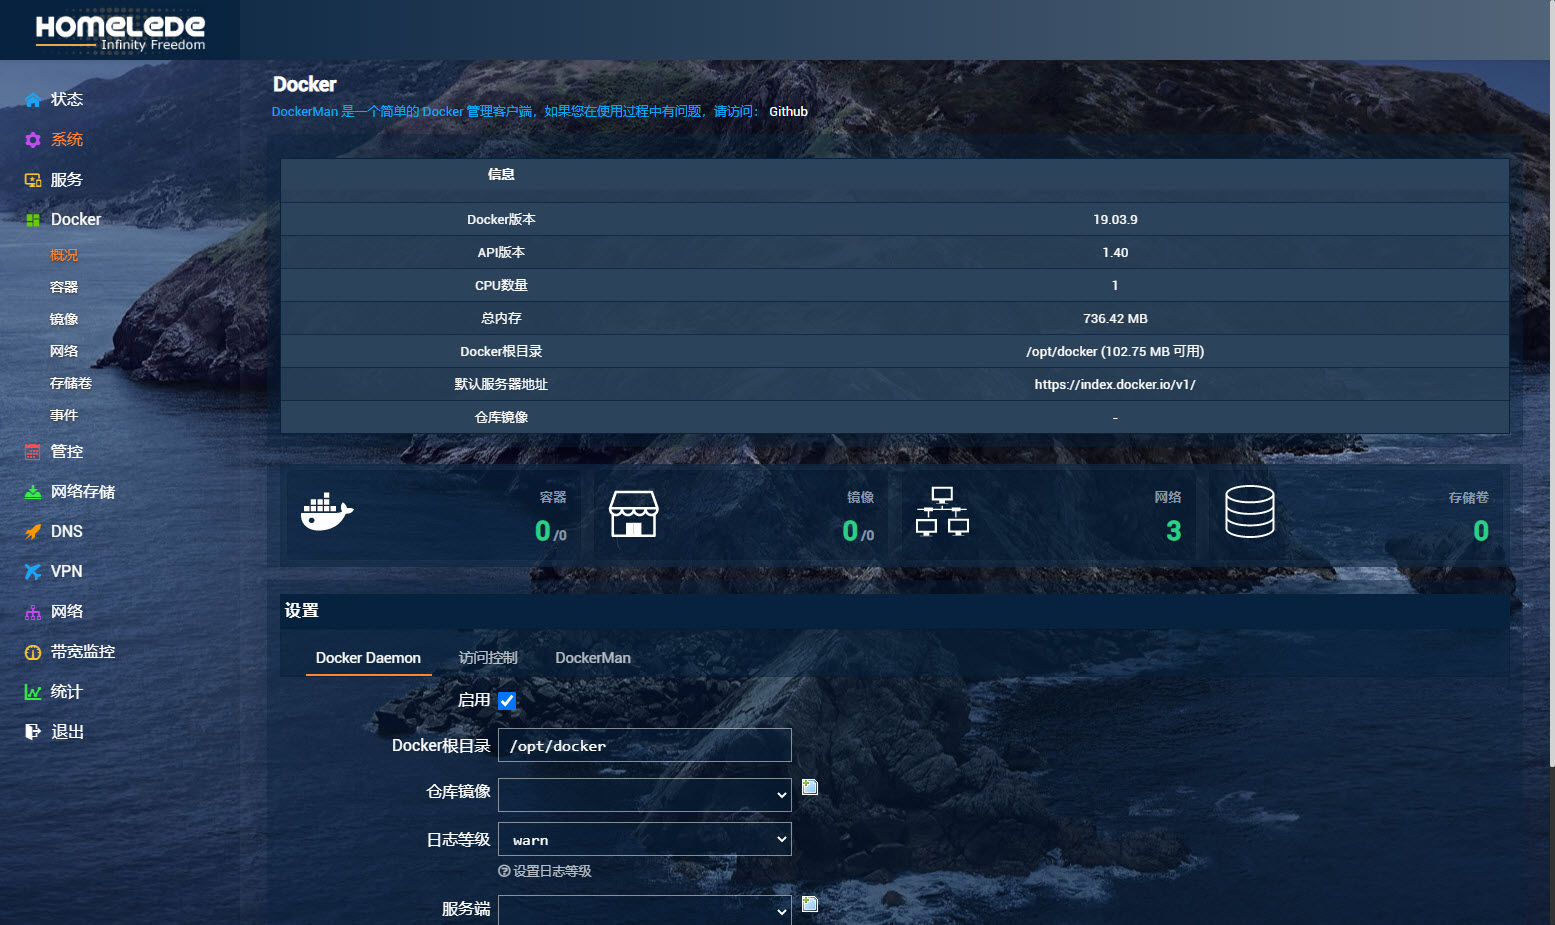 HOMELEDE
Infinity Freedom
状态
系统
服务
Docker
概况
容器
镜像
网络
存储卷
事件
管控
网络存储
DNS
VPN
网络
带宽监控
统计
退出
Docker
DockerMan 是一个简单的 Docker 管理客户端，如果您在使用过程中有问题，请访问： Github
信息
Docker版本 19.03.9
API版本 1.40
CPU数量 1
总内存 736.42 MB
Docker根目录 /opt/docker (102.75 MB 可用)
默认服务器地址 https://index.docker.io/v1/
仓库镜像 -
容器
0/0
镜像
0/0
网络
3
存储卷
0
设置
Docker Daemon 访问控制 DockerMan
启用
Docker根目录 /opt/docker
仓库镜像
日志等级 warn
设置日志等级
服务端